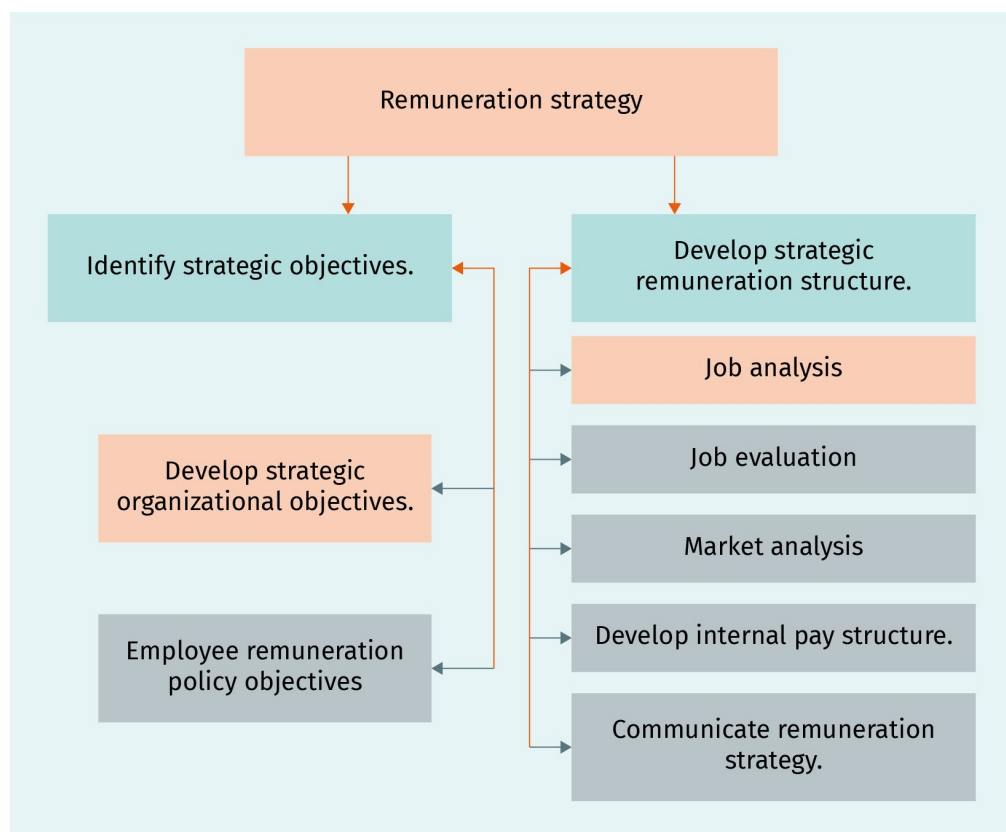 Remuneration strategy
Identify strategic objectives.
Develop strategic
organizational objectives.
Employee remuneration
policy objectives
Develop strategic
remuneration structure.
Job analysis
Job evaluation
Market analysis
Develop internal pay structure.
Communicate remuneration
strategy.